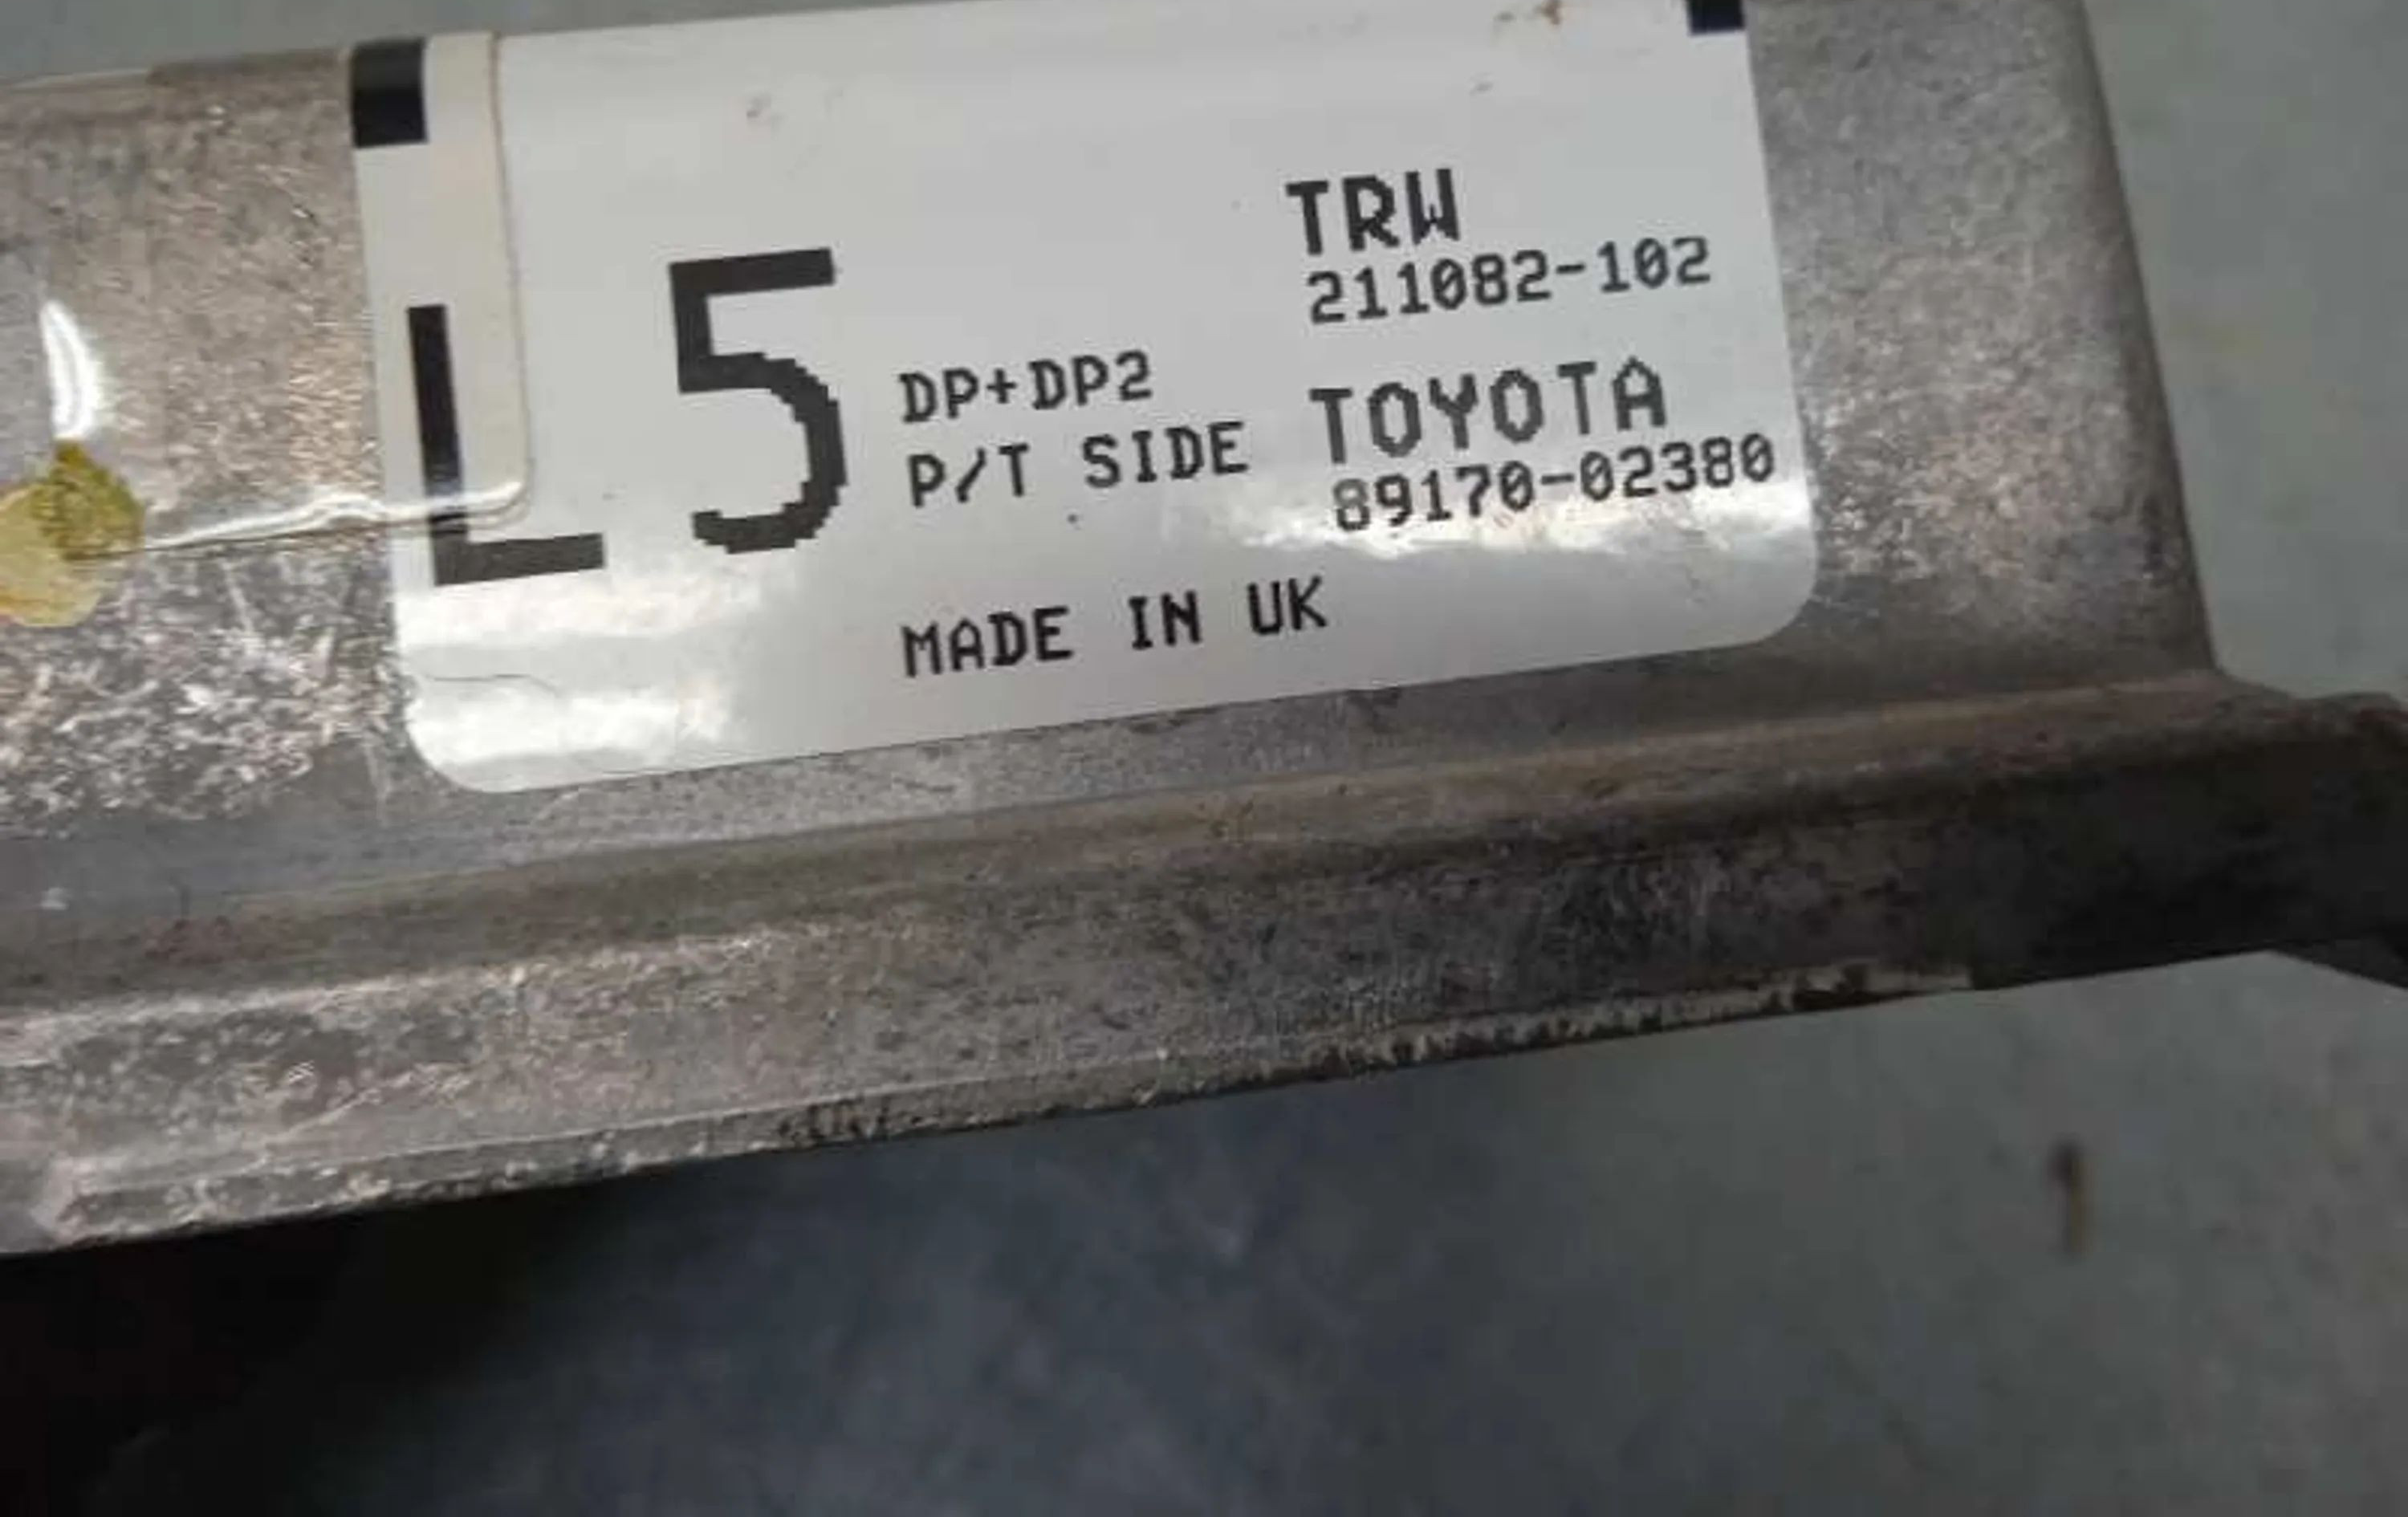 L5
DP+DP2
P/T SIDE
MADE IN UK
TRW
211082-102
TOYOTA
89170-02380